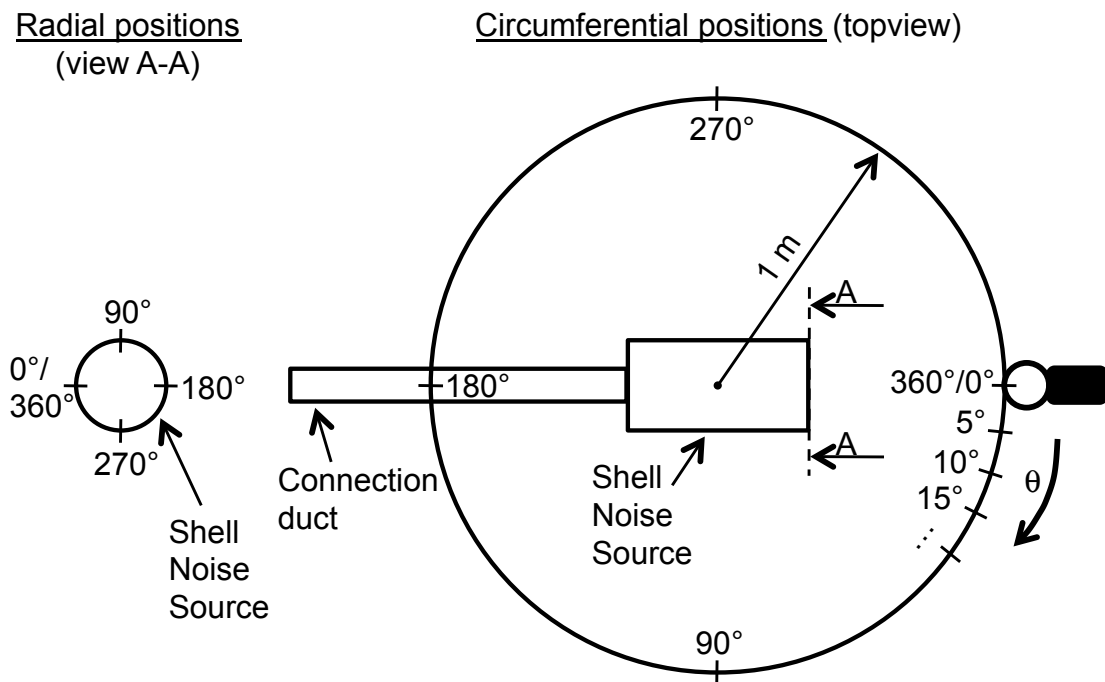 Radial positions
(view A-A)
90°
0°/
360°
180°
270°
Shell
Noise
Source
Circumferential positions (topview)
270°
1 m
A
180°
360°/0°
5°
10°
15°
...
θ
A
Connection
duct
Shell
Noise
Source
90°